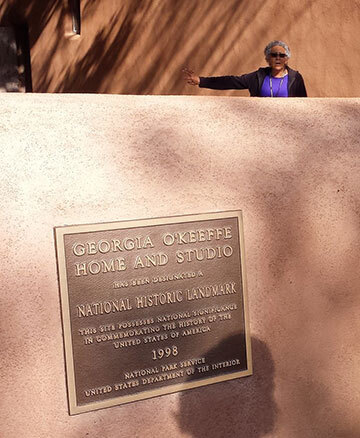 GEORGIA O'KEEFFE
HOME AND STUDIO
HAS BEEN DESIGNATED A
NATIONAL HISTORIC LANDMARK
THIS SITE POSSESSES NATIONAL SIGNIFICANCE
IN COMMEMORATING THE HISTORY OF THE
UNITED STATES OF AMERICA
1998
NATIONAL PARK SERVICE
UNITED STATES DEPARTMENT OF THE INTERIOR